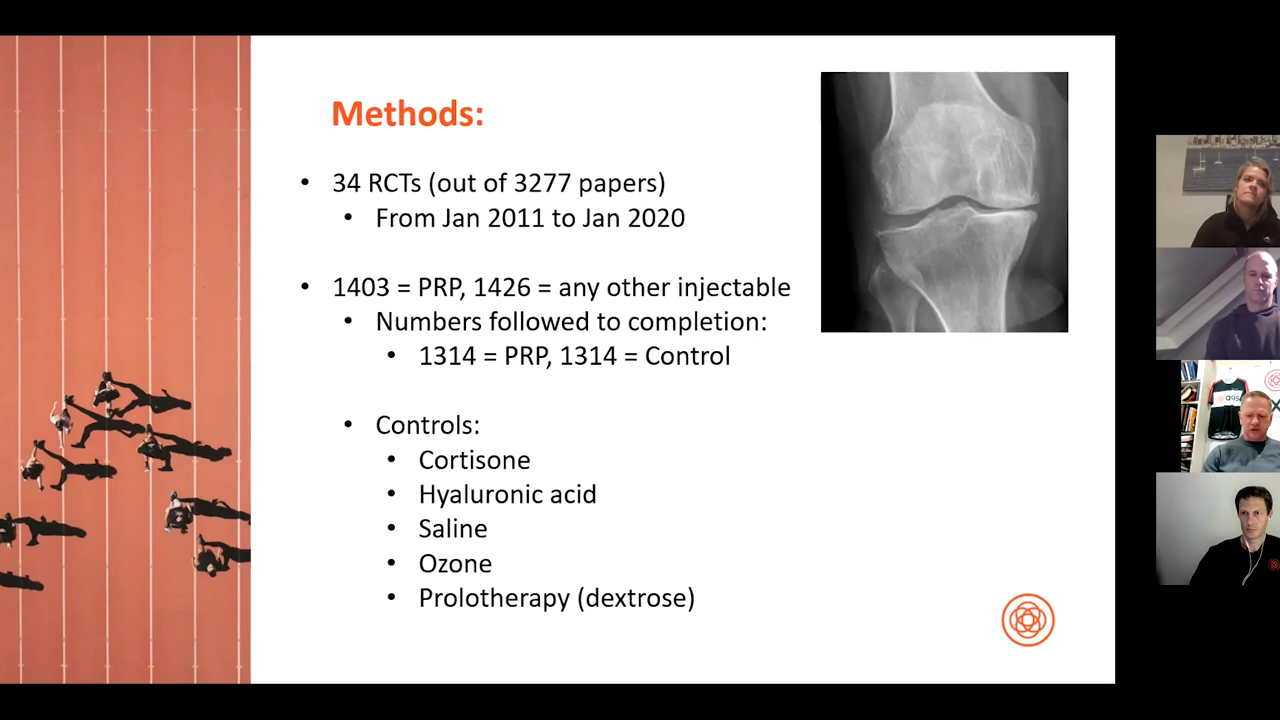 Methods:
• 34 RCTs (out of 3277 papers)
• From Jan 2011 to Jan 2020
• 1403 = PRP, 1426 = any other injectable
• Numbers followed to completion:
• 1314 = PRP, 1314 = Control
• Controls:
• Cortisone
• Hyaluronic acid
• Saline
• Ozone
• Prolotherapy (dextrose)